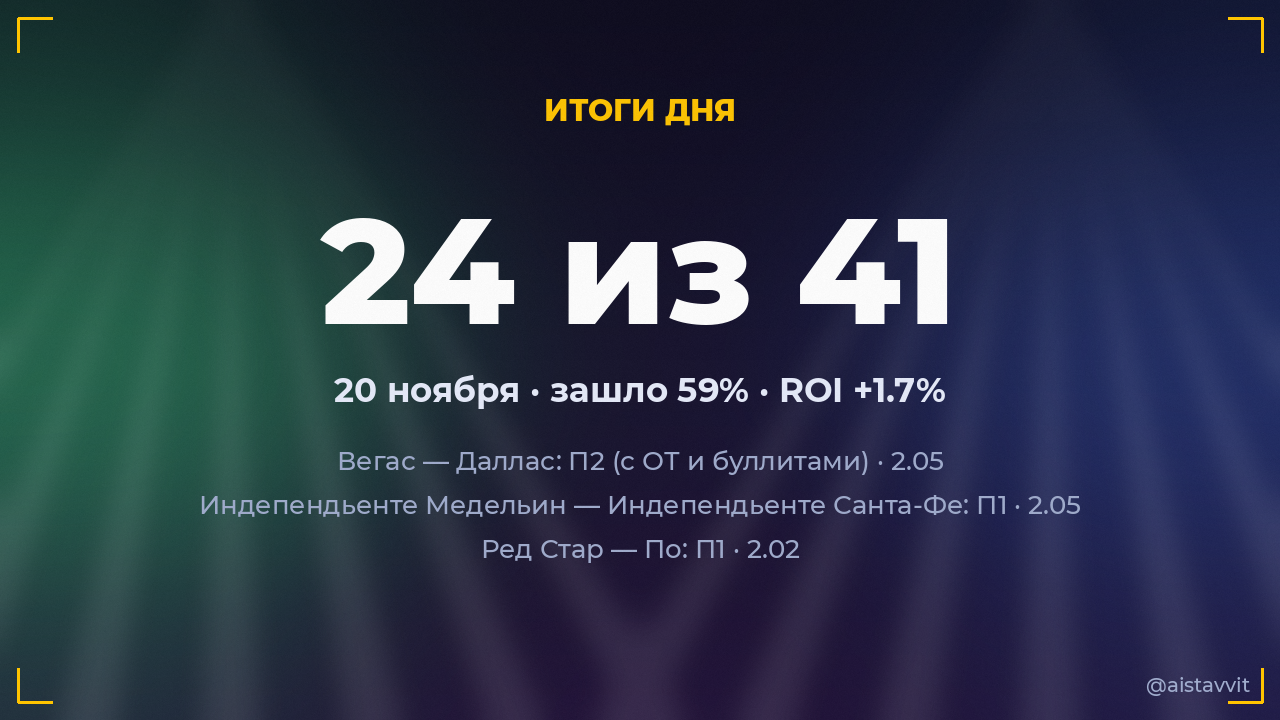 ИТОГИ ДНЯ
24 из 41
20 ноября · зашло 59% · ROI +1.7%
Вегас — Даллас: П2 (с ОТ и буллитами) · 2.05
Индепендьенте Медельин — Индепендьенте Санта-Фе: П1 · 2.05
Ред Стар — По: П1 · 2.02
@aistavvit